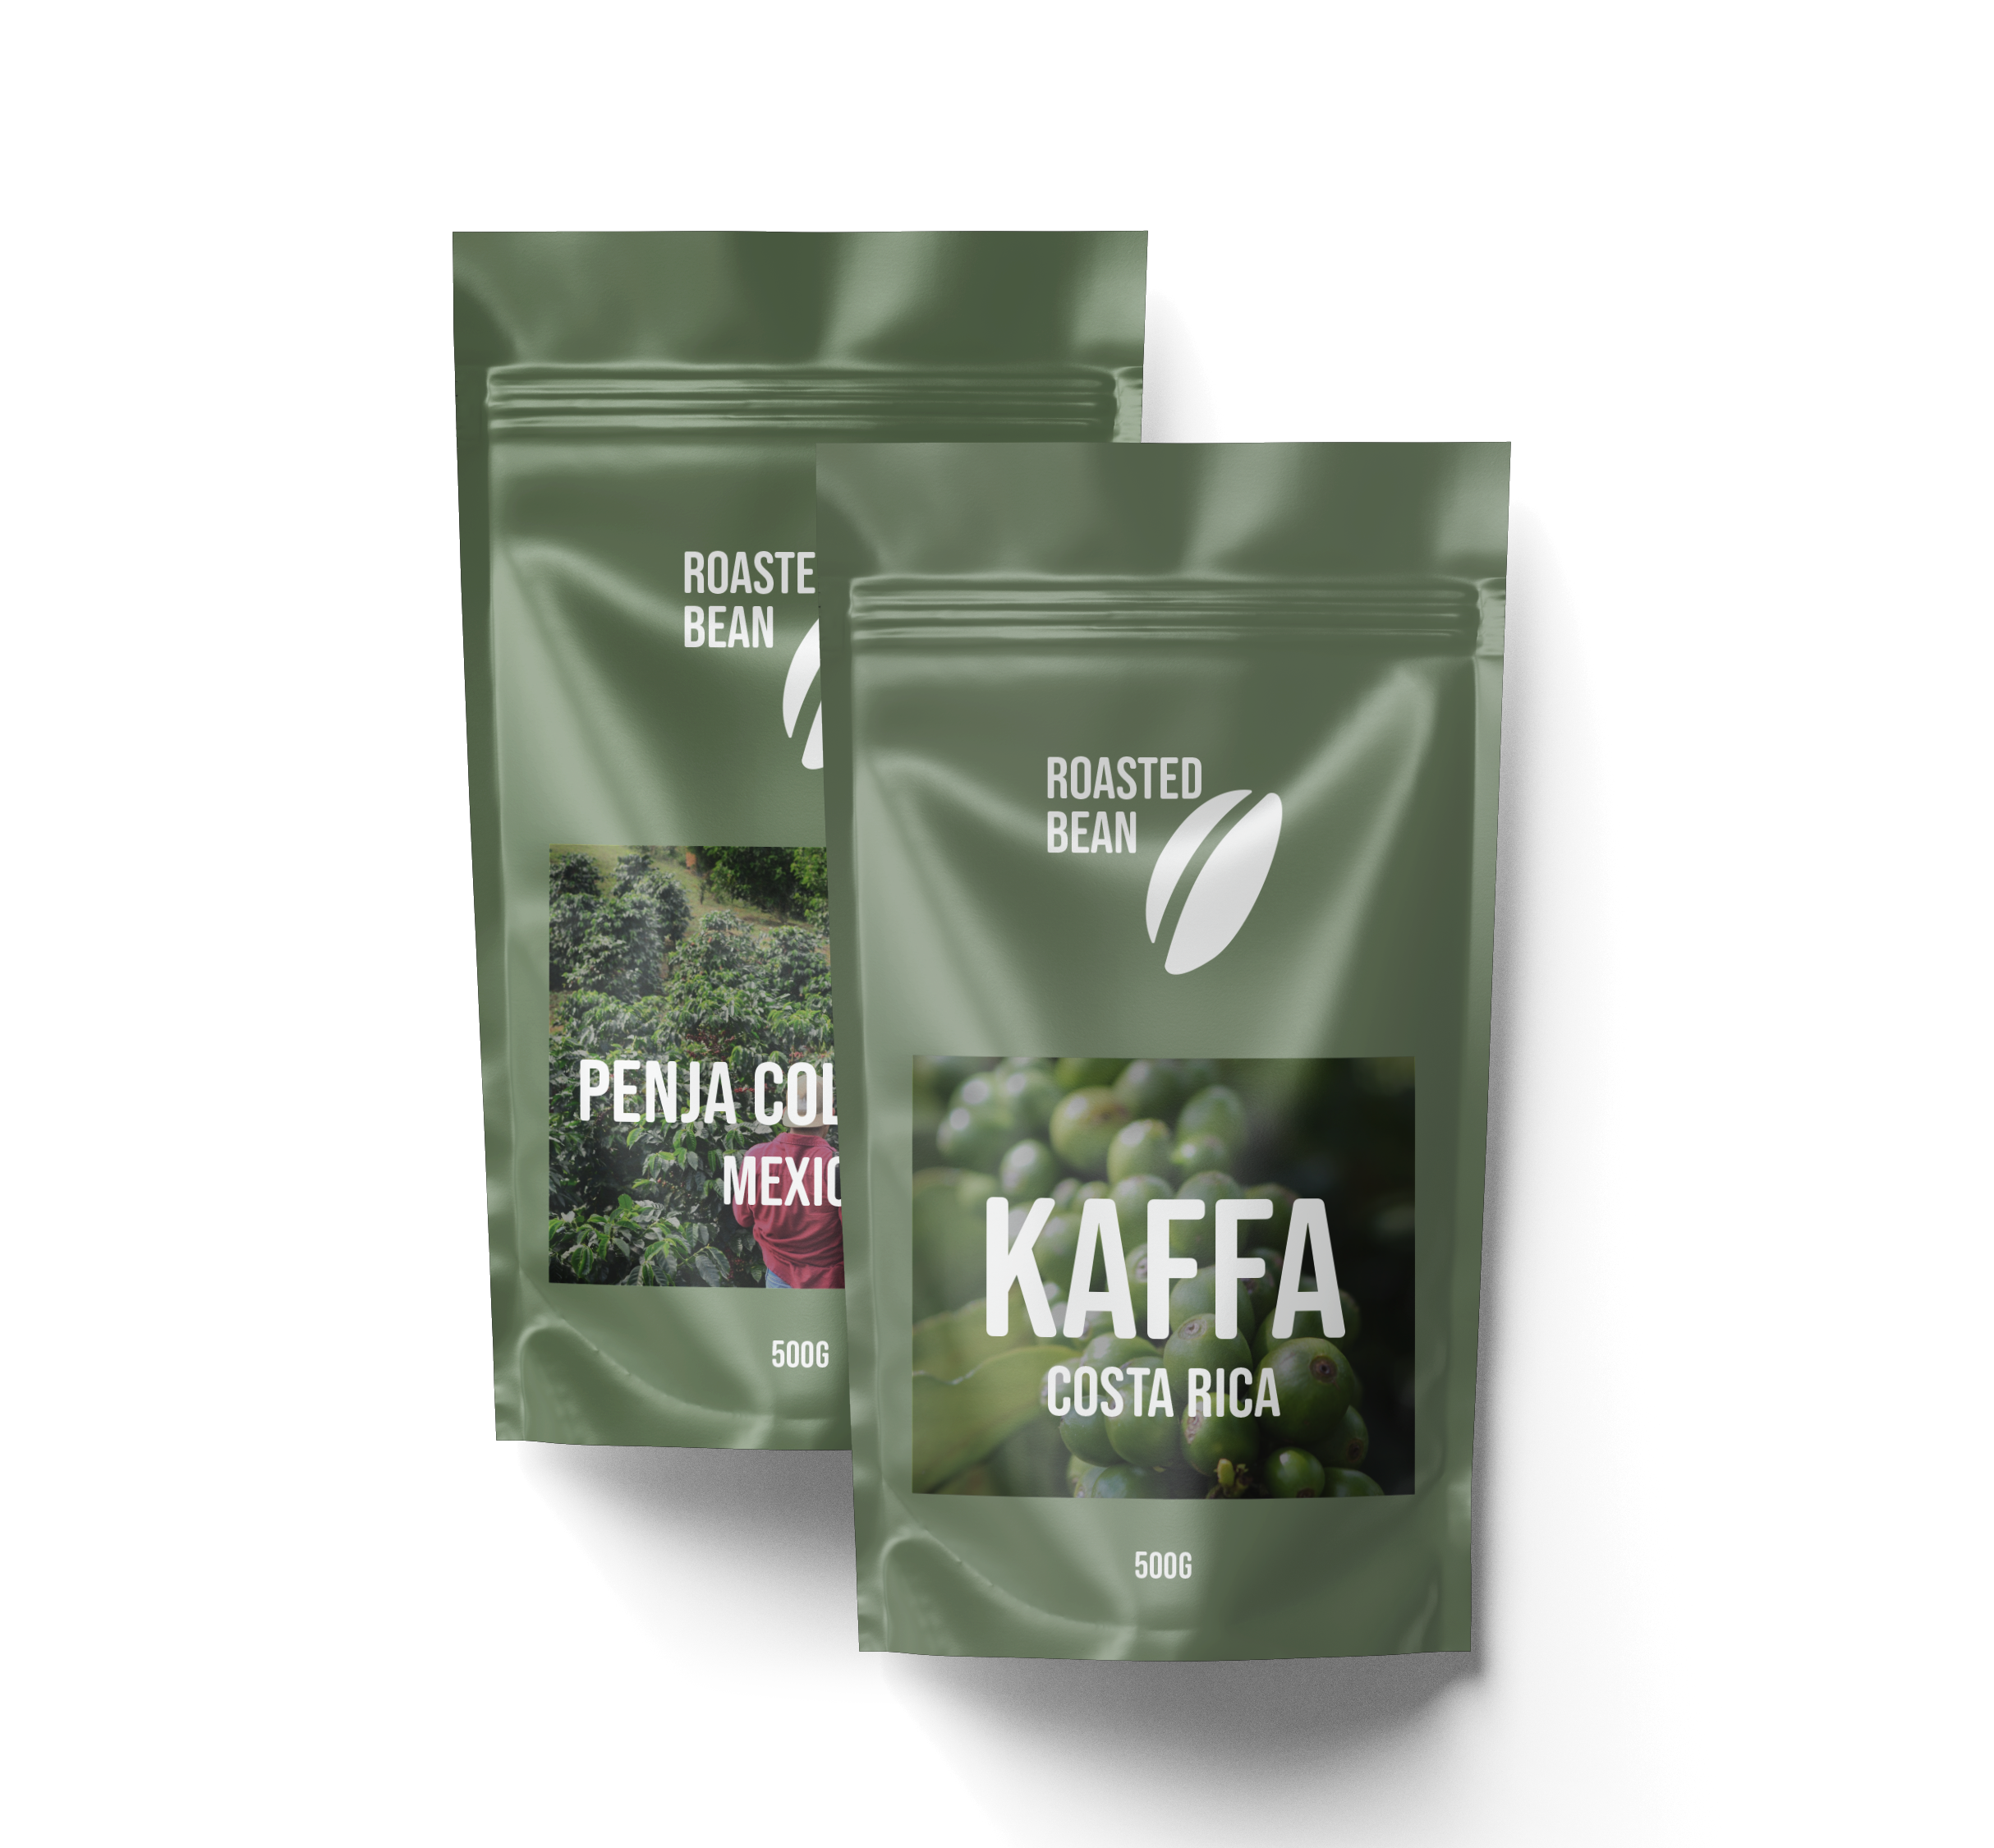 ROASTE
BEAN
PENJA COL
MEXIC
500G
ROASTED
BEAN
KAFFA
COSTA RICA
500G